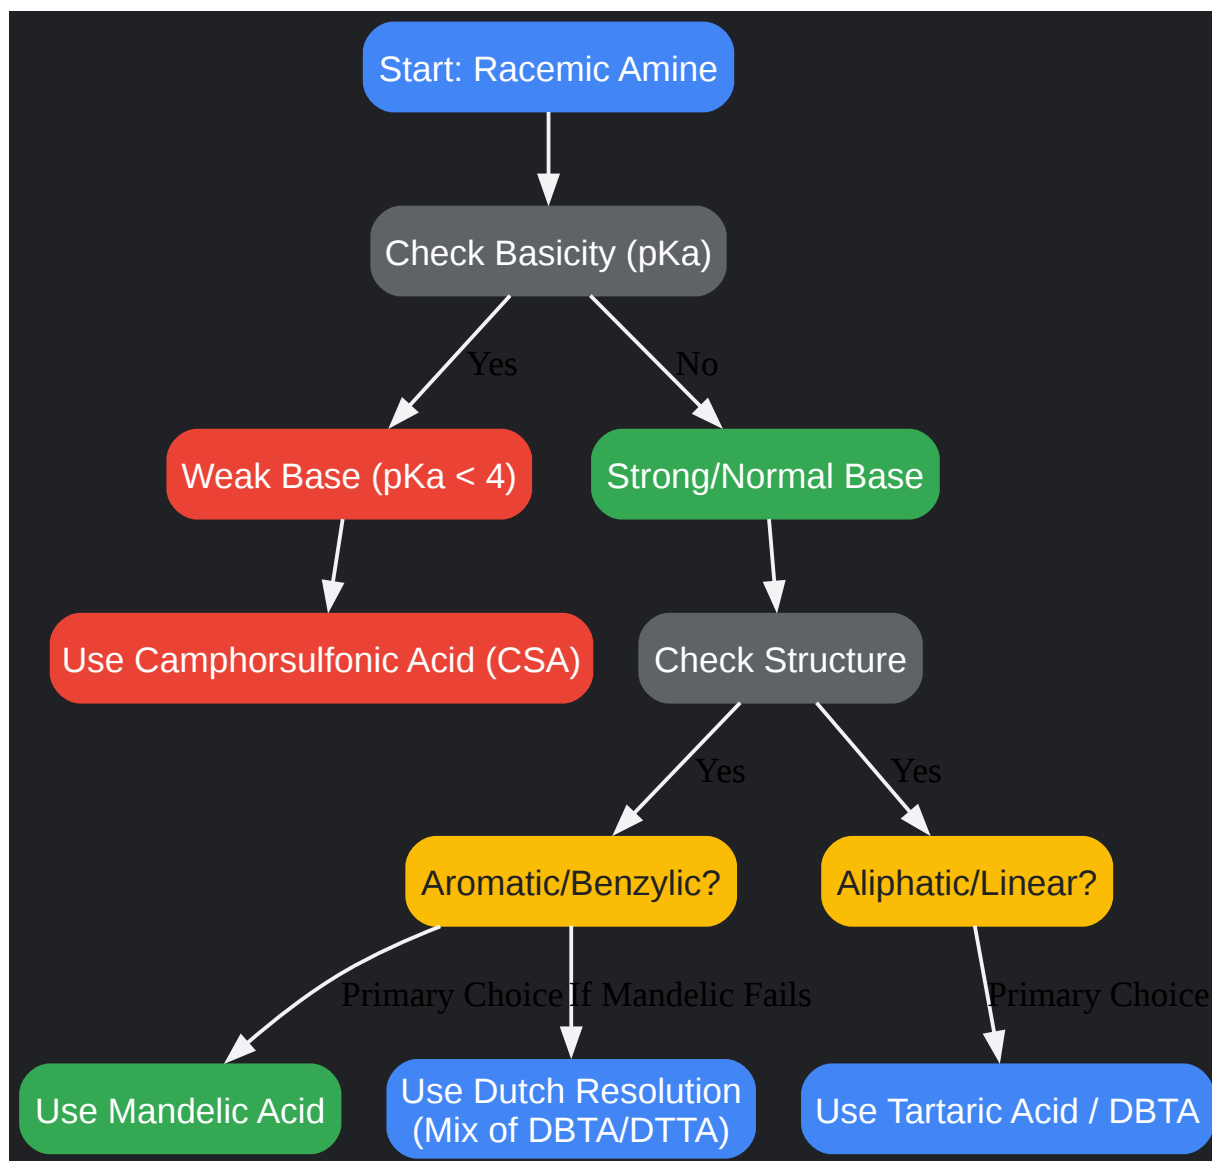 Start: Racemic Amine
Check Basicity (pKa)
Yes
No
Weak Base (pKa < 4)
Strong/Normal Base
Use Camphorsulfonic Acid (CSA)
Check Structure
Yes
Yes
Aromatic/Benzylic?
Aliphatic/Linear?
Primary Choice
If Mandelic Fails
Primary Choice
Use Mandelic Acid
Use Dutch Resolution
(Mix of DBTA/DTTA)
Use Tartaric Acid / DBTA